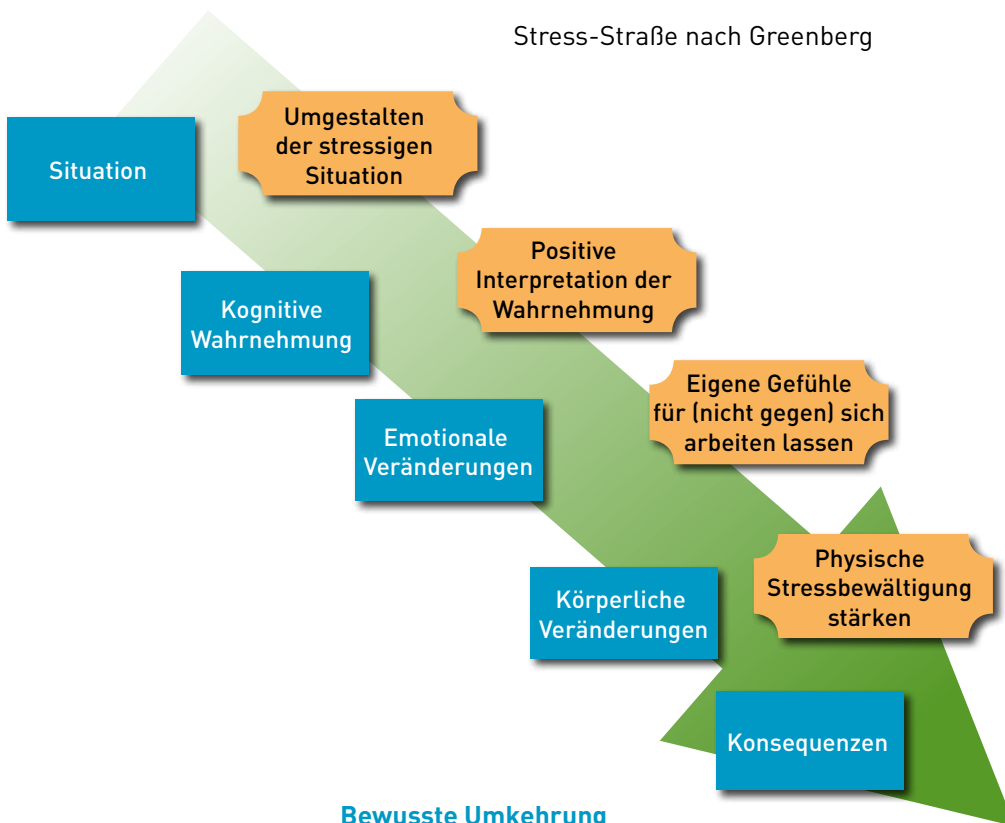 Stress-Straße nach Greenberg
Umgestalten
der stressigen
Situation
Situation
Positive
Interpretation der
Wahrnehmung
Kognitive
Wahrnehmung
Eigene Gefühle
für (nicht gegen) sich
arbeiten lassen
Emotionale
Veränderungen
Physische
Stressbewältigung
stärken
Körperliche
Veränderungen
Konsequenzen
Bewusste Umkehrung